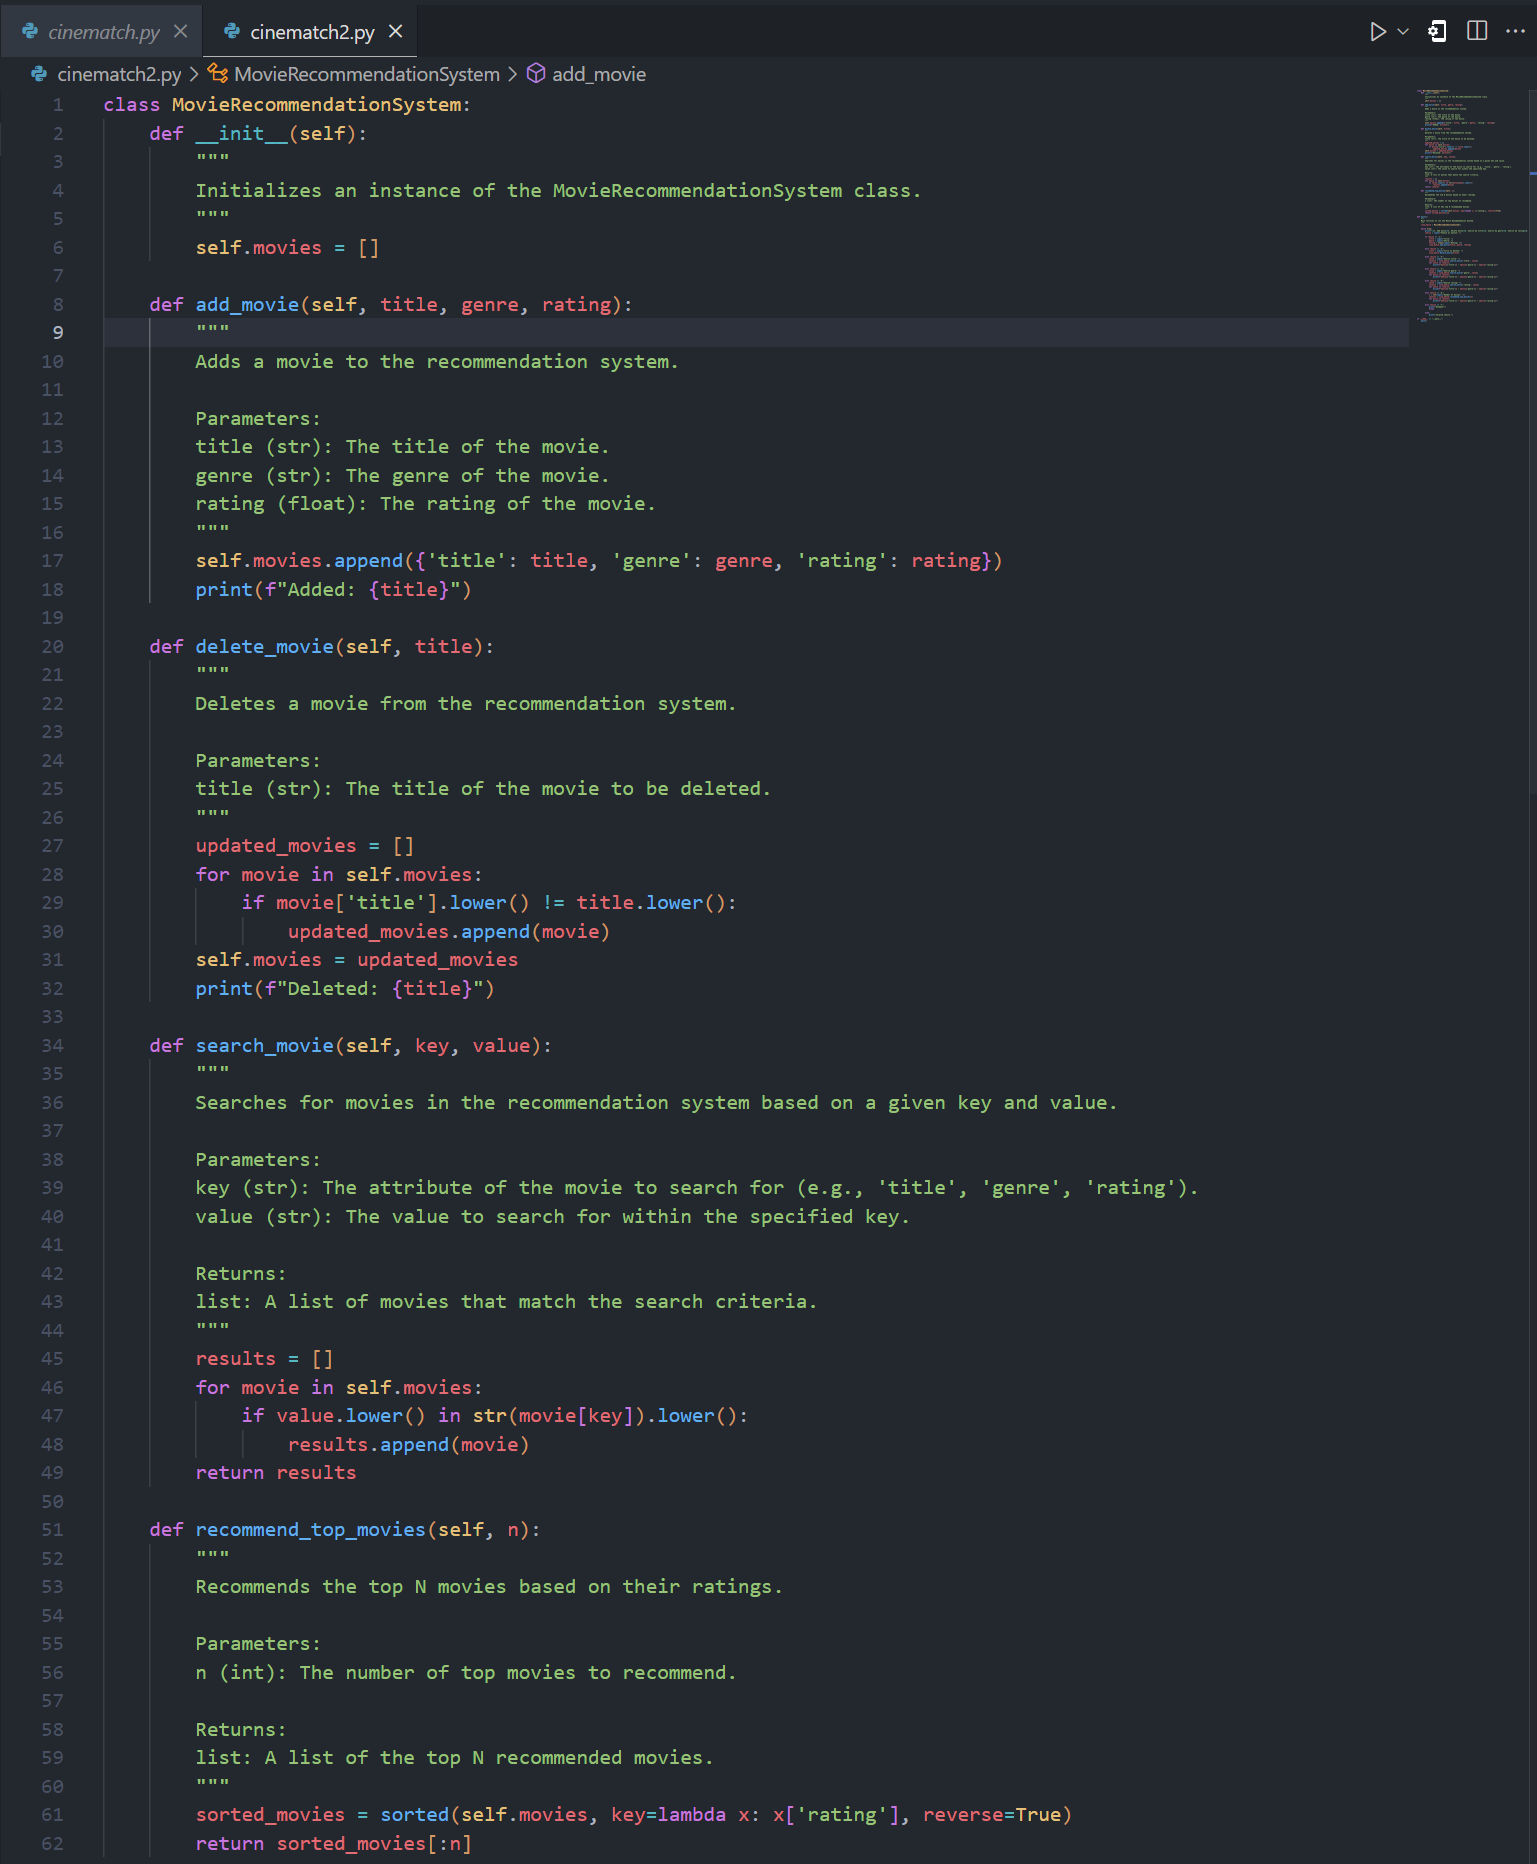 cinematch.py
cinematch2.py
cinematch2.py > MovieRecommendationSystem > add_movie
1 class MovieRecommendationSystem:
2     def __init__(self):
3         """
4         Initializes an instance of the MovieRecommendationSystem class.
5         """
6         self.movies = []
7
8     def add_movie(self, title, genre, rating):
9         """
10         Adds a movie to the recommendation system.
11
12         Parameters:
13         title (str): The title of the movie.
14         genre (str): The genre of the movie.
15         rating (float): The rating of the movie.
16         """
17         self.movies.append({'title': title, 'genre': genre, 'rating': rating})
18         print(f"Added: {title}")
19
20     def delete_movie(self, title):
21         """
22         Deletes a movie from the recommendation system.
23
24         Parameters:
25         title (str): The title of the movie to be deleted.
26         """
27         updated_movies = []
28         for movie in self.movies:
29             if movie['title'].lower() != title.lower():
30                 updated_movies.append(movie)
31         self.movies = updated_movies
32         print(f"Deleted: {title}")
33
34     def search_movie(self, key, value):
35         """
36         Searches for movies in the recommendation system based on a given key and value.
37
38         Parameters:
39         key (str): The attribute of the movie to search for (e.g., 'title', 'genre', 'rating').
40         value (str): The value to search for within the specified key.
41
42         Returns:
43         list: A list of movies that match the search criteria.
44         """
45         results = []
46         for movie in self.movies:
47             if value.lower() in str(movie[key]).lower():
48                 results.append(movie)
49         return results
50
51     def recommend_top_movies(self, n):
52         """
53         Recommends the top N movies based on their ratings.
54
55         Parameters:
56         n (int): The number of top movies to recommend.
57
58         Returns:
59         list: A list of the top N recommended movies.
60         """
61         sorted_movies = sorted(self.movies, key=lambda x: x['rating'], reverse=True)
62         return sorted_movies[:n]